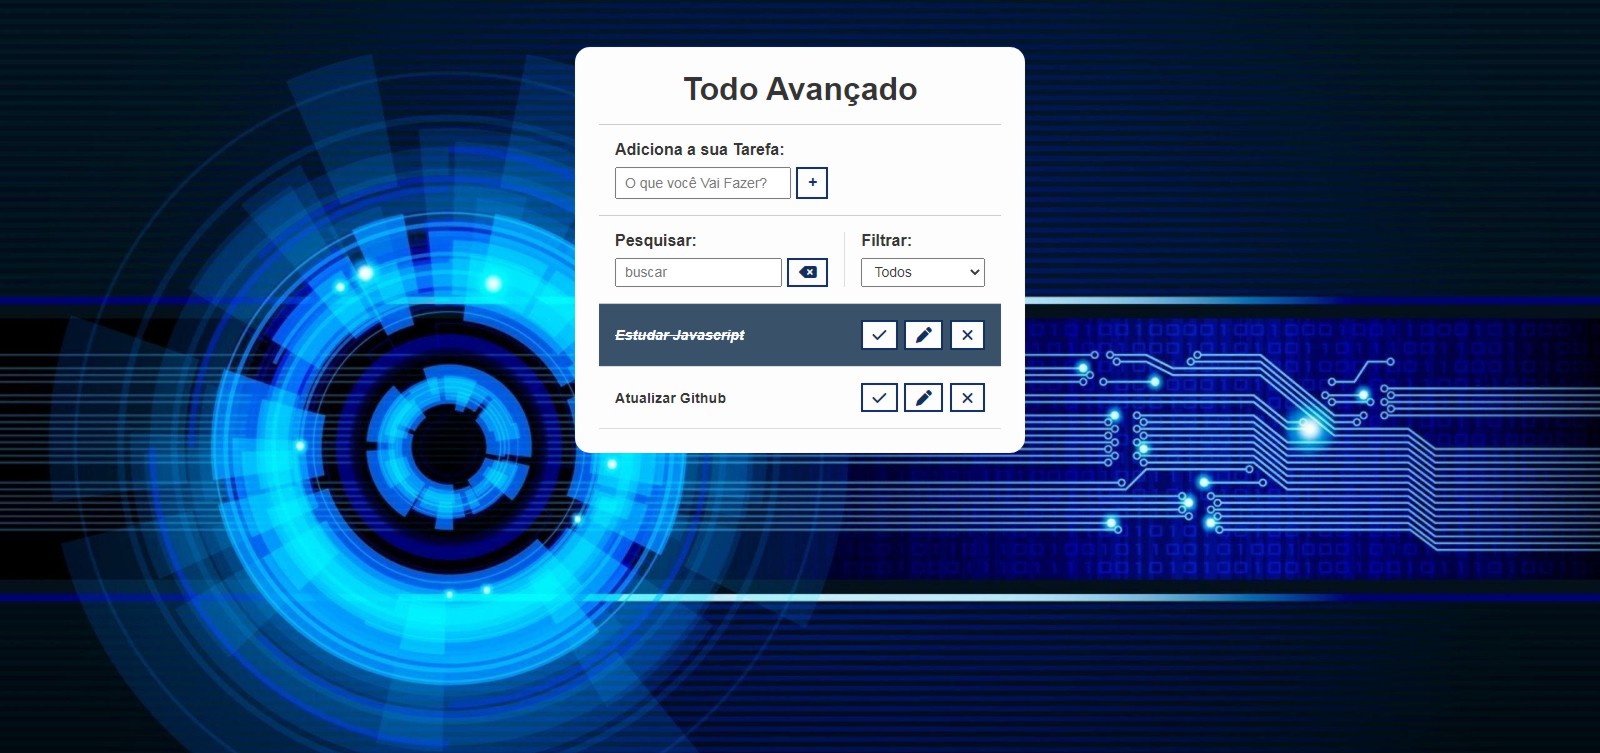 Todo Avançado
Adiciona a sua Tarefa:
O que você Vai Fazer? +
Pesquisar: Filtrar:
buscar Todos
Estudar Javascript
Atualizar Github